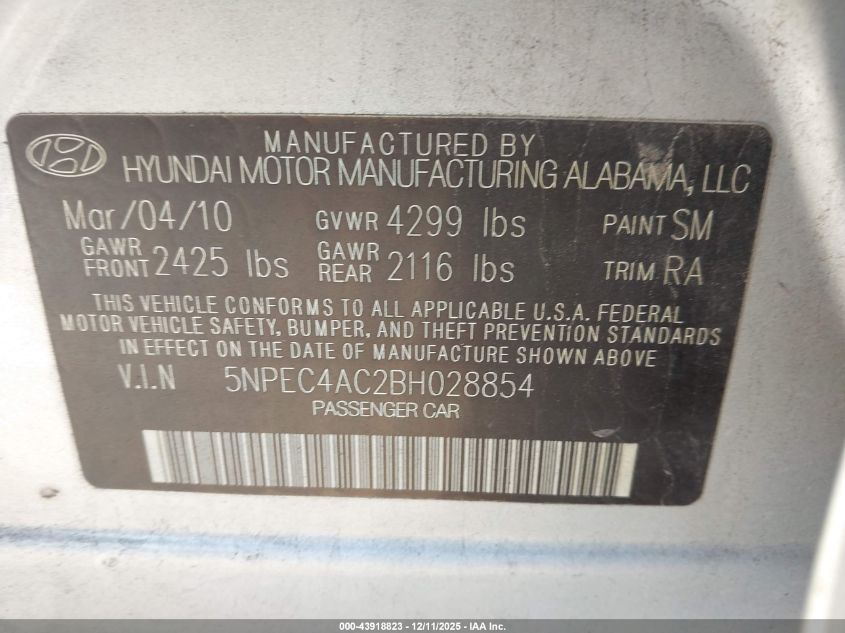 MANUFACTURED BY
HYUNDAI MOTOR MANUFACTURING ALABAMA, LLC
Mar/04/10 GVWR 4299 lbs PAINT SM
GAWR FRONT 2425 lbs GAWR REAR 2116 lbs TRIM RA
THIS VEHICLE CONFORMS TO ALL APPLICABLE U.S.A. FEDERAL
MOTOR VEHICLE SAFETY, BUMPER, AND THEFT PREVENTION STANDARDS
IN EFFECT ON THE DATE OF MANUFACTURE SHOWN ABOVE
V.I.N 5NPEC4AC2BH028854
PASSENGER CAR
000-43918823 - 12/11/2025 - IAA Inc.